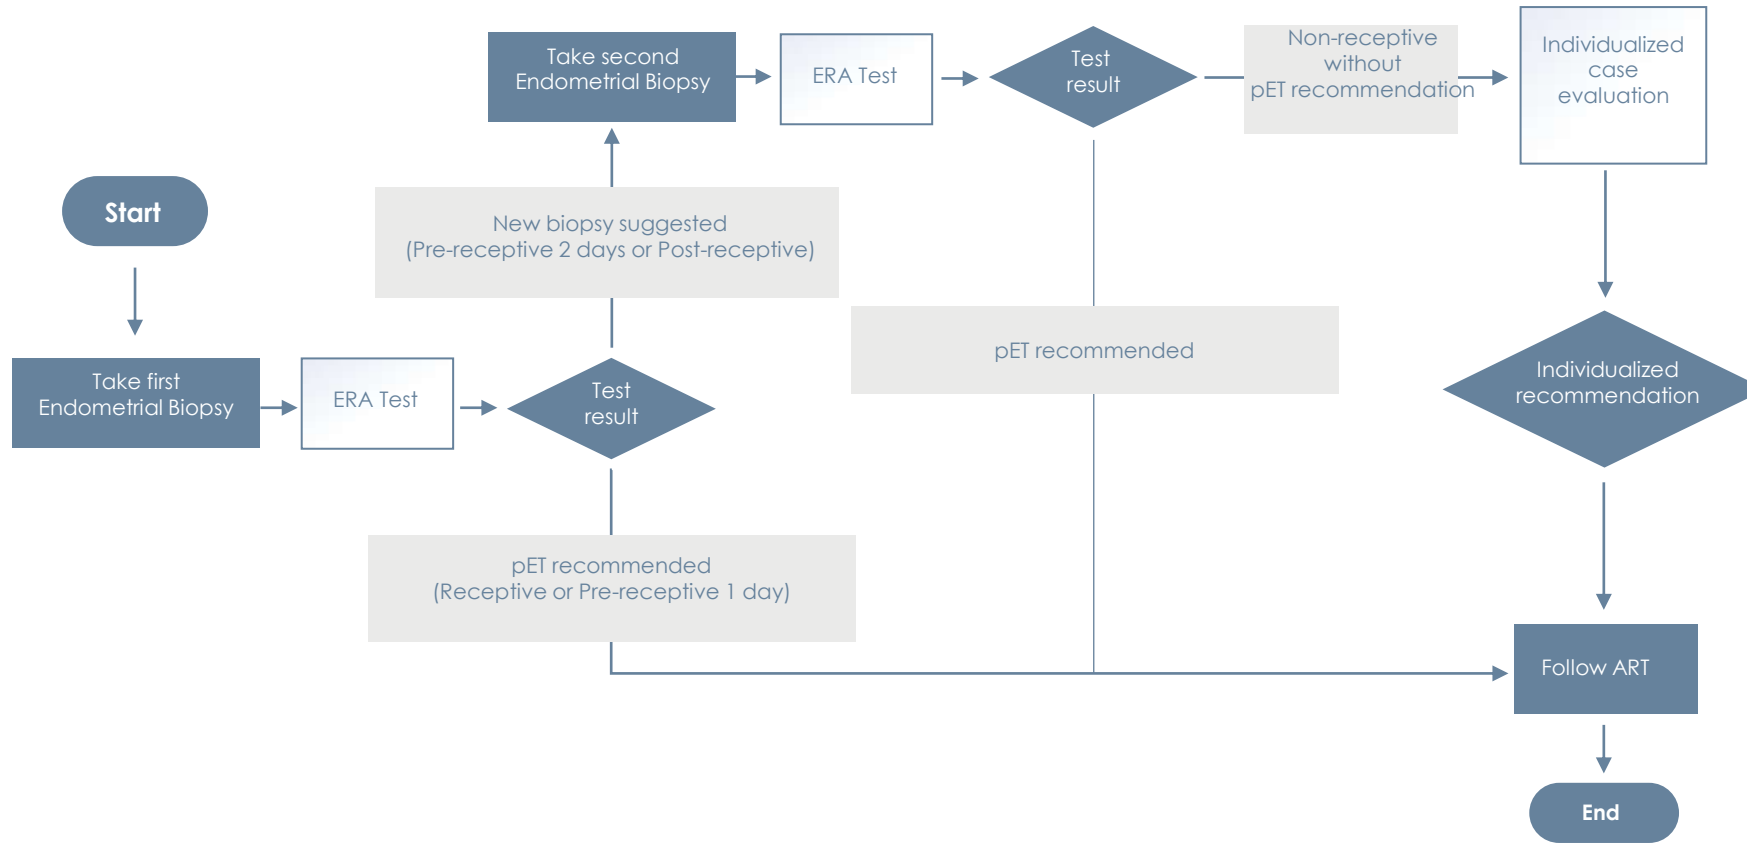 Take second
Endometrial Biopsy
ERA Test
Test
result
Non-receptive
without
pET recommendation
Individualized
case
evaluation
Start
New biopsy suggested
(Pre-receptive 2 days or Post-receptive)
pET recommended
Take first
Endometrial Biopsy
ERA Test
Test
result
Individualized
recommendation
pET recommended
(Receptive or Pre-receptive 1 day)
Follow ART
End